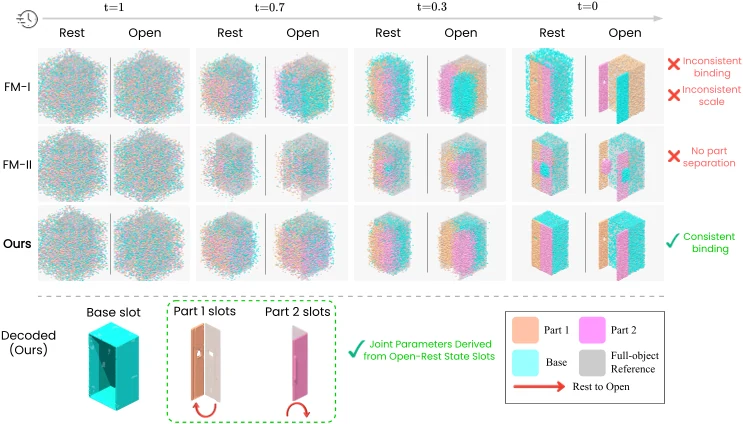 t=1 t=0.7 t=0.3 t=0
Rest Open Rest Open Rest Open Rest Open
FM-I
Inconsistent
binding
Inconsistent
scale
FM-II
No part
separation
Ours
Consistent
binding
Decoded
(Ours)
Base slot
Part 1 slots
Part 2 slots
Joint Parameters Derived
from Open-Rest State Slots
Part 1
Part 2
Base
Full-object
Reference
Rest to Open